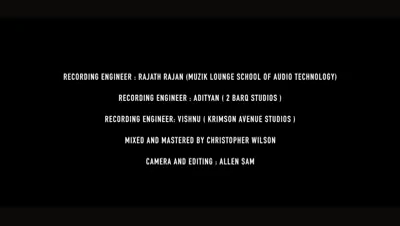 RECORDING ENGINEER : RAJATH RAJAN (MUZIK LOUNGE SCHOOL OF AUDIO TECHNOLOGY)
RECORDING ENGINEER : ADITYAN ( 2 BARQ STUDIOS )
RECORDING ENGINEER: VISHNU ( KRIMSON AVENUE STUDIOS )
MIXED AND MASTERED BY CHRISTOPHER WILSON
CAMERA AND EDITING : ALLEN SAM